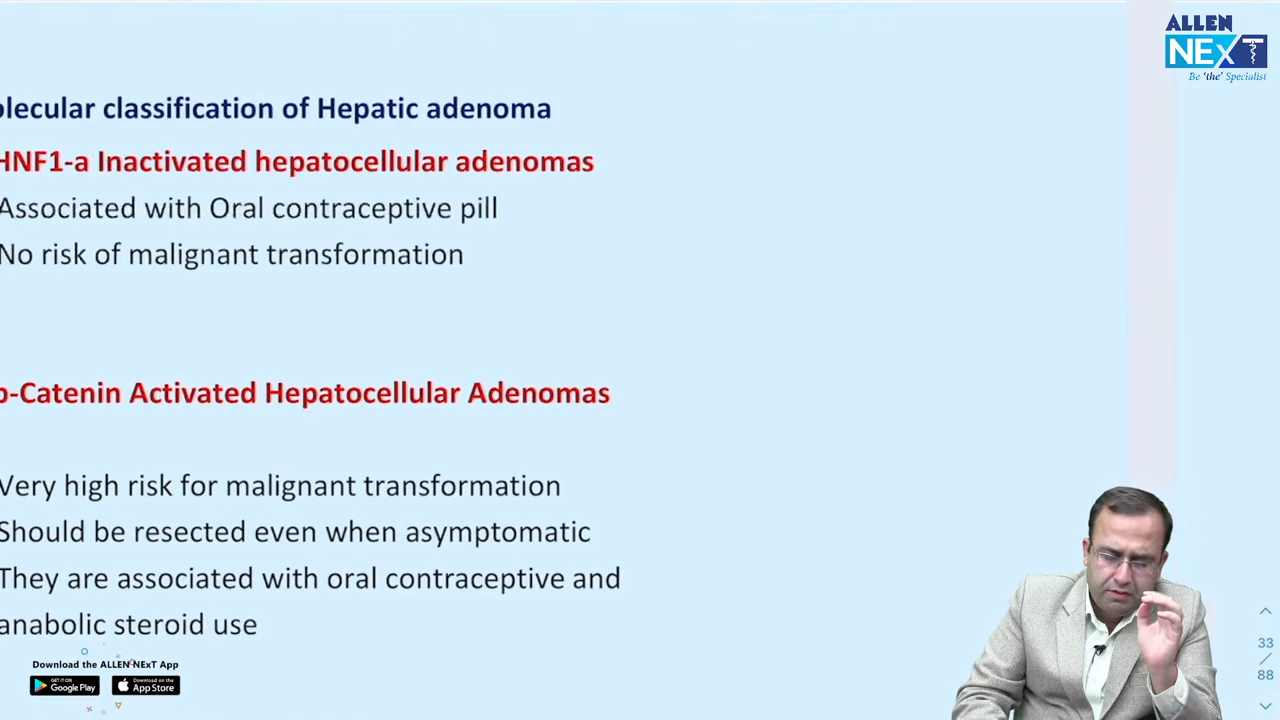 ALLEN
NEXT
Be 'the' Specialist
olecular classification of Hepatic adenoma
HNF1-a Inactivated hepatocellular adenomas
Associated with Oral contraceptive pill
No risk of malignant transformation
b-Catenin Activated Hepatocellular Adenomas
Very high risk for malignant transformation
Should be resected even when asymptomatic
They are associated with oral contraceptive and
anabolic steroid use
Download the ALLEN NExT App
GET IT ON
Google Play
Download on the
App Store
33
/
88